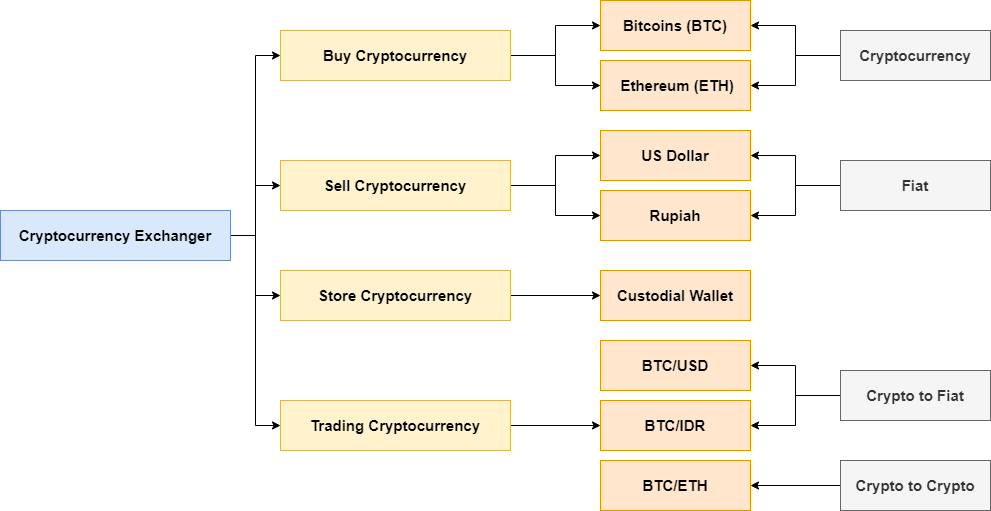 Bitcoins (BTC)
Buy Cryptocurrency
Cryptocurrency
Ethereum (ETH)
US Dollar
Sell Cryptocurrency
Fiat
Rupiah
Cryptocurrency Exchanger
Store Cryptocurrency
Custodial Wallet
BTC/USD
Crypto to Fiat
Trading Cryptocurrency
BTC/IDR
BTC/ETH
Crypto to Crypto